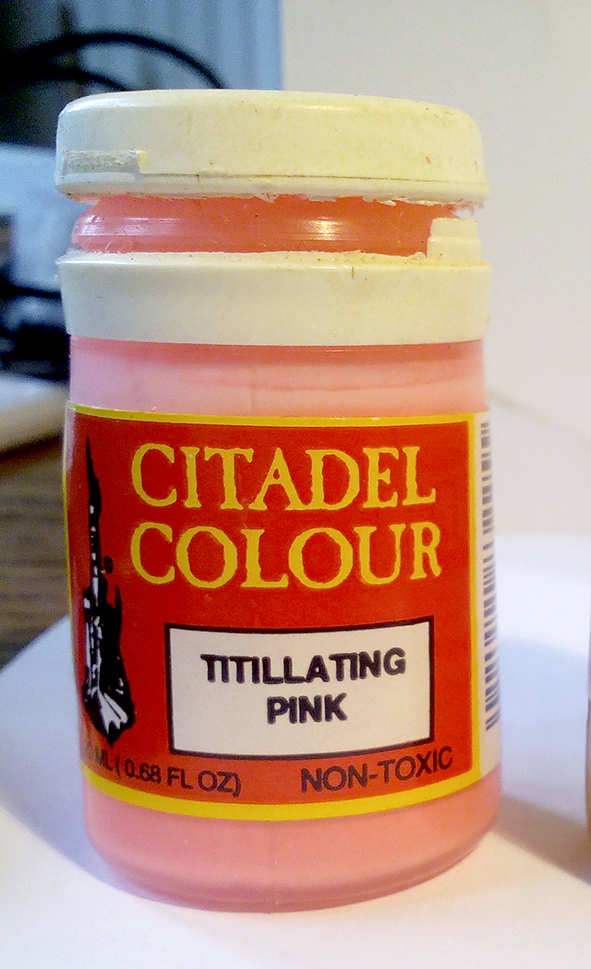 CITADEL
COLOUR
TITILLATING
PINK
ML (0.68 FL OZ)
NON-TOXIC